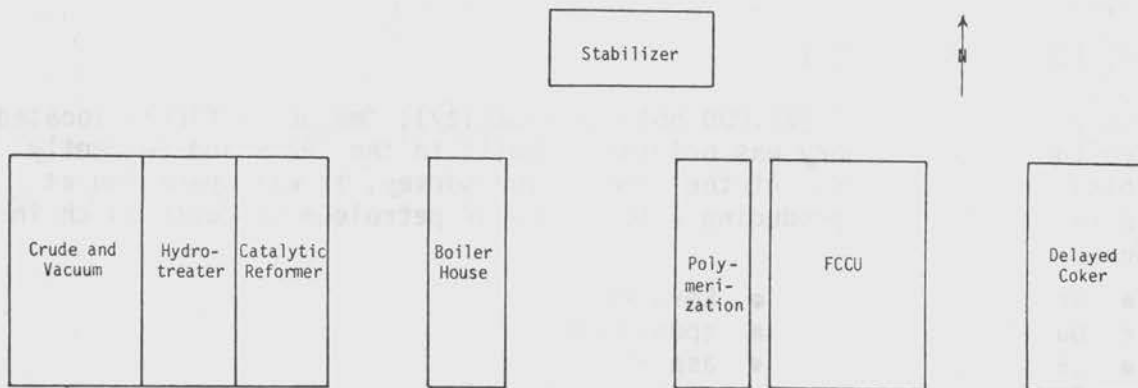 Stabilizer
N
Crude and
Vacuum
Hydro-
treater
Catalytic
Reformer
Boiler
House
Poly-
meri-
zation
FCCU
Delayed
Coker